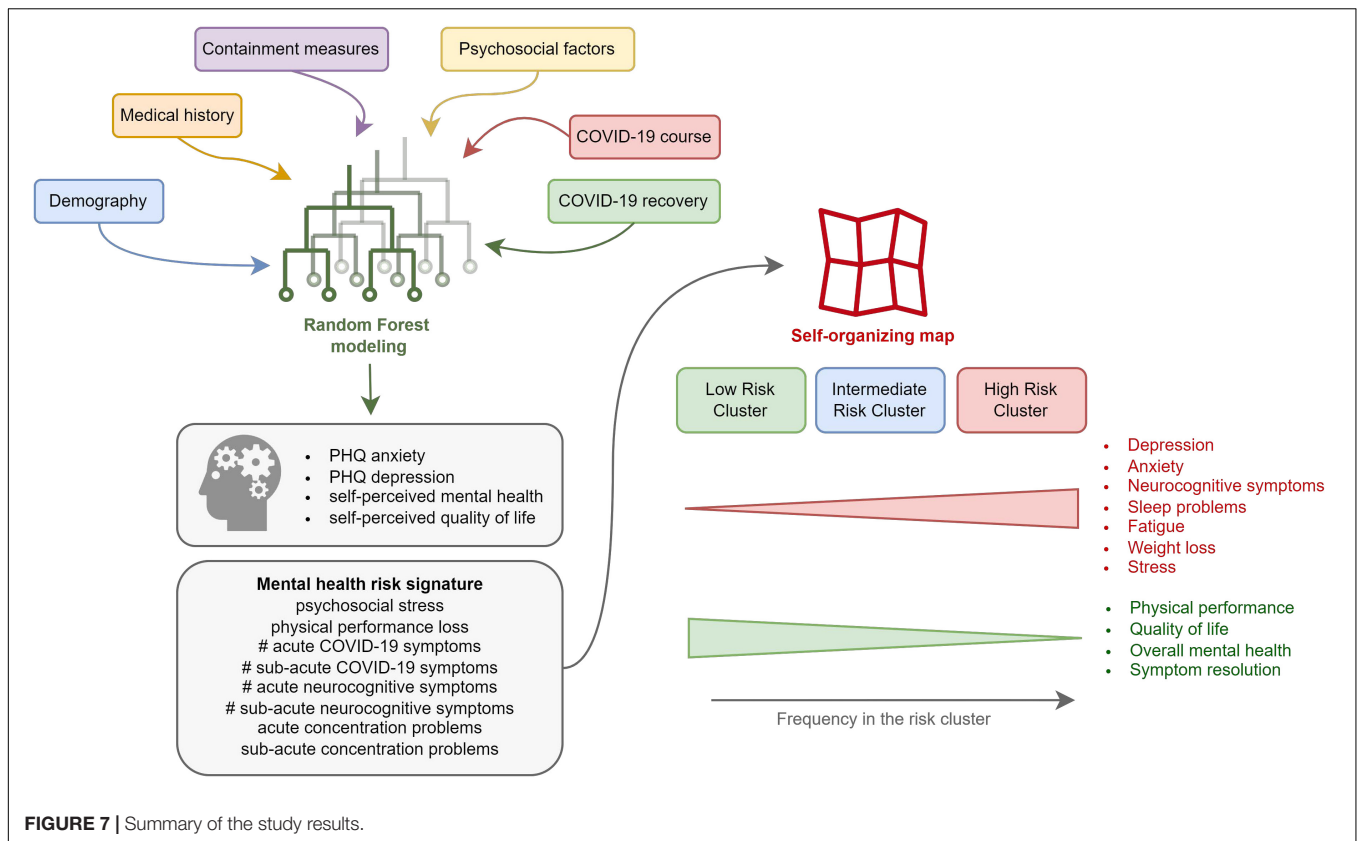 Containment measures
Psychosocial factors
Medical history
COVID-19 course
Demography
COVID-19 recovery
Random Forest
modeling
• PHQ anxiety
• PHQ depression
• self-perceived mental health
• self-perceived quality of life
Mental health risk signature
psychosocial stress
physical performance loss
# acute COVID-19 symptoms
# sub-acute COVID-19 symptoms
# acute neurocognitive symptoms
# sub-acute neurocognitive symptoms
acute concentration problems
sub-acute concentration problems
Self-organizing map
Low Risk
Cluster
Intermediate
Risk Cluster
High Risk
Cluster
• Depression
• Anxiety
• Neurocognitive symptoms
• Sleep problems
• Fatigue
• Weight loss
• Stress
• Physical performance
• Quality of life
• Overall mental health
• Symptom resolution
Frequency in the risk cluster
FIGURE 7 | Summary of the study results.